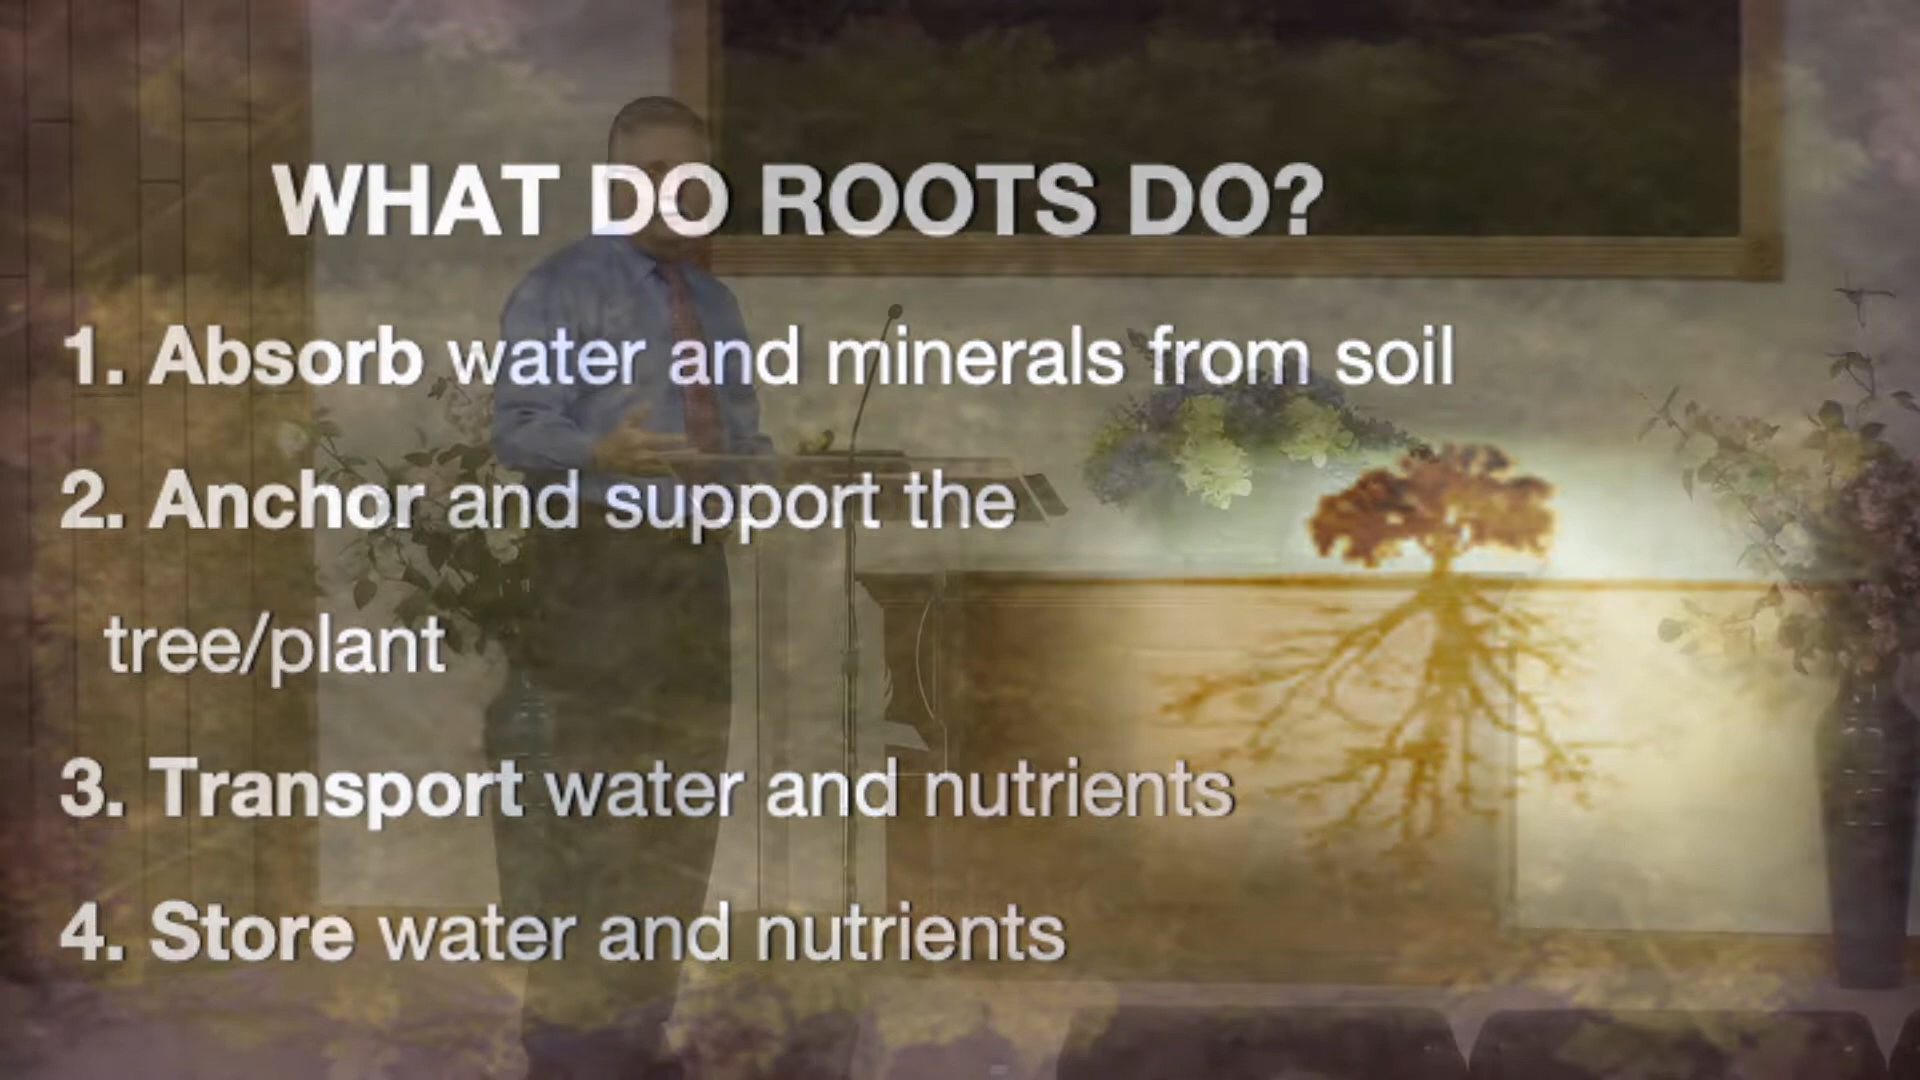 WHAT DO ROOTS DO?
1. Absorb water and minerals from soil
2. Anchor and support the
tree/plant
3. Transport water and nutrients
4. Store water and nutrients